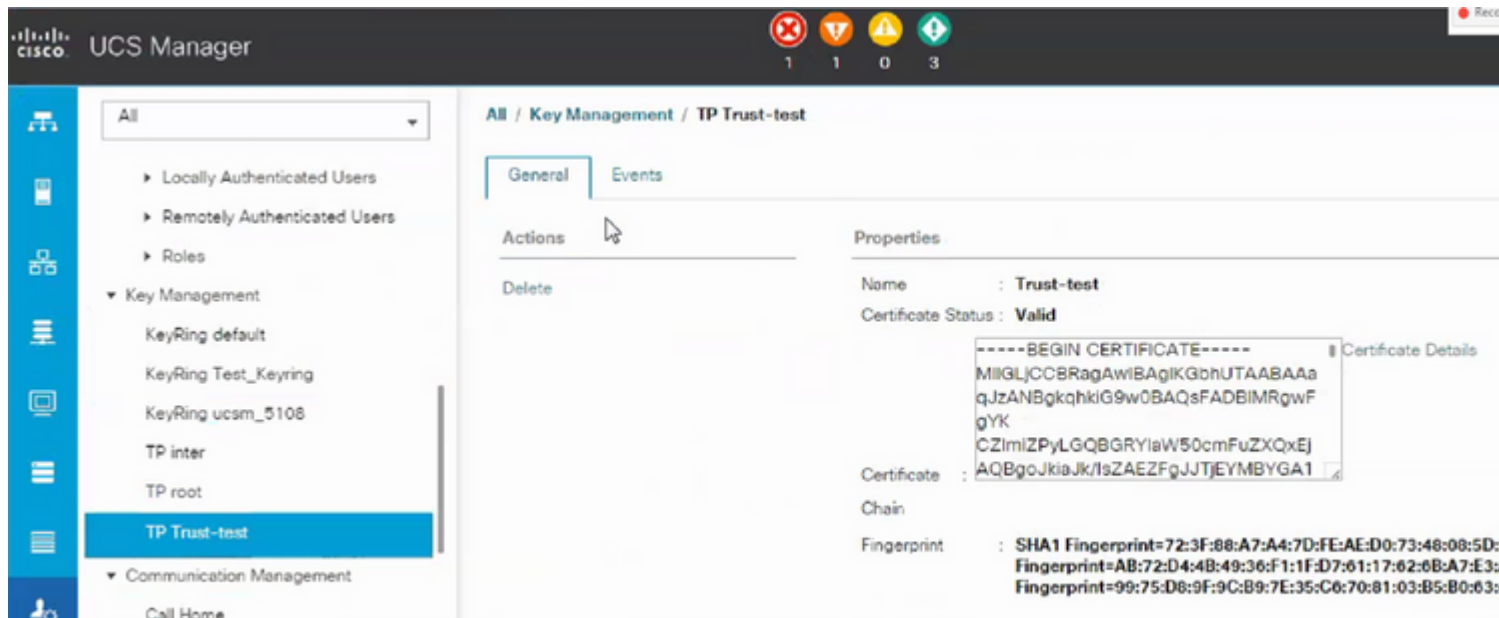 Reco
cisco
UCS Manager
1 1 0 3
All
Locally Authenticated Users
Remotely Authenticated Users
Roles
Key Management
KeyRing default
KeyRing Test_Keyring
KeyRing ucsm_5108
TP inter
TP root
TP Trust-test
Communication Management
Call Home
All / Key Management / TP Trust-test
General Events
Actions
Delete
Properties
Name : Trust-test
Certificate Status : Valid
-----BEGIN CERTIFICATE-----
Certificate Details
MIIGLjCCBRagAwIBAgIKGbhUTAABAAa
qJzANBgkqhkiG9w0BAQsFADBIMRgwF
gYK
CZImiZPyLGQBGRYIaW50cmFuZXQxEj
AQBgoJkiaJk/IsZAEZFgJJTjEYMBYGA1
Certificate :
Chain
Fingerprint : SHA1 Fingerprint=72:3F:88:A7:A4:7D:FE:AE:D0:73:48:08:5D:
Fingerprint=AB:72:D4:4B:49:36:F1:1F:D7:61:17:62:6B:A7:E3:
Fingerprint=99:75:D8:9F:9C:B9:7E:35:C6:70:81:03:B5:B0:63: